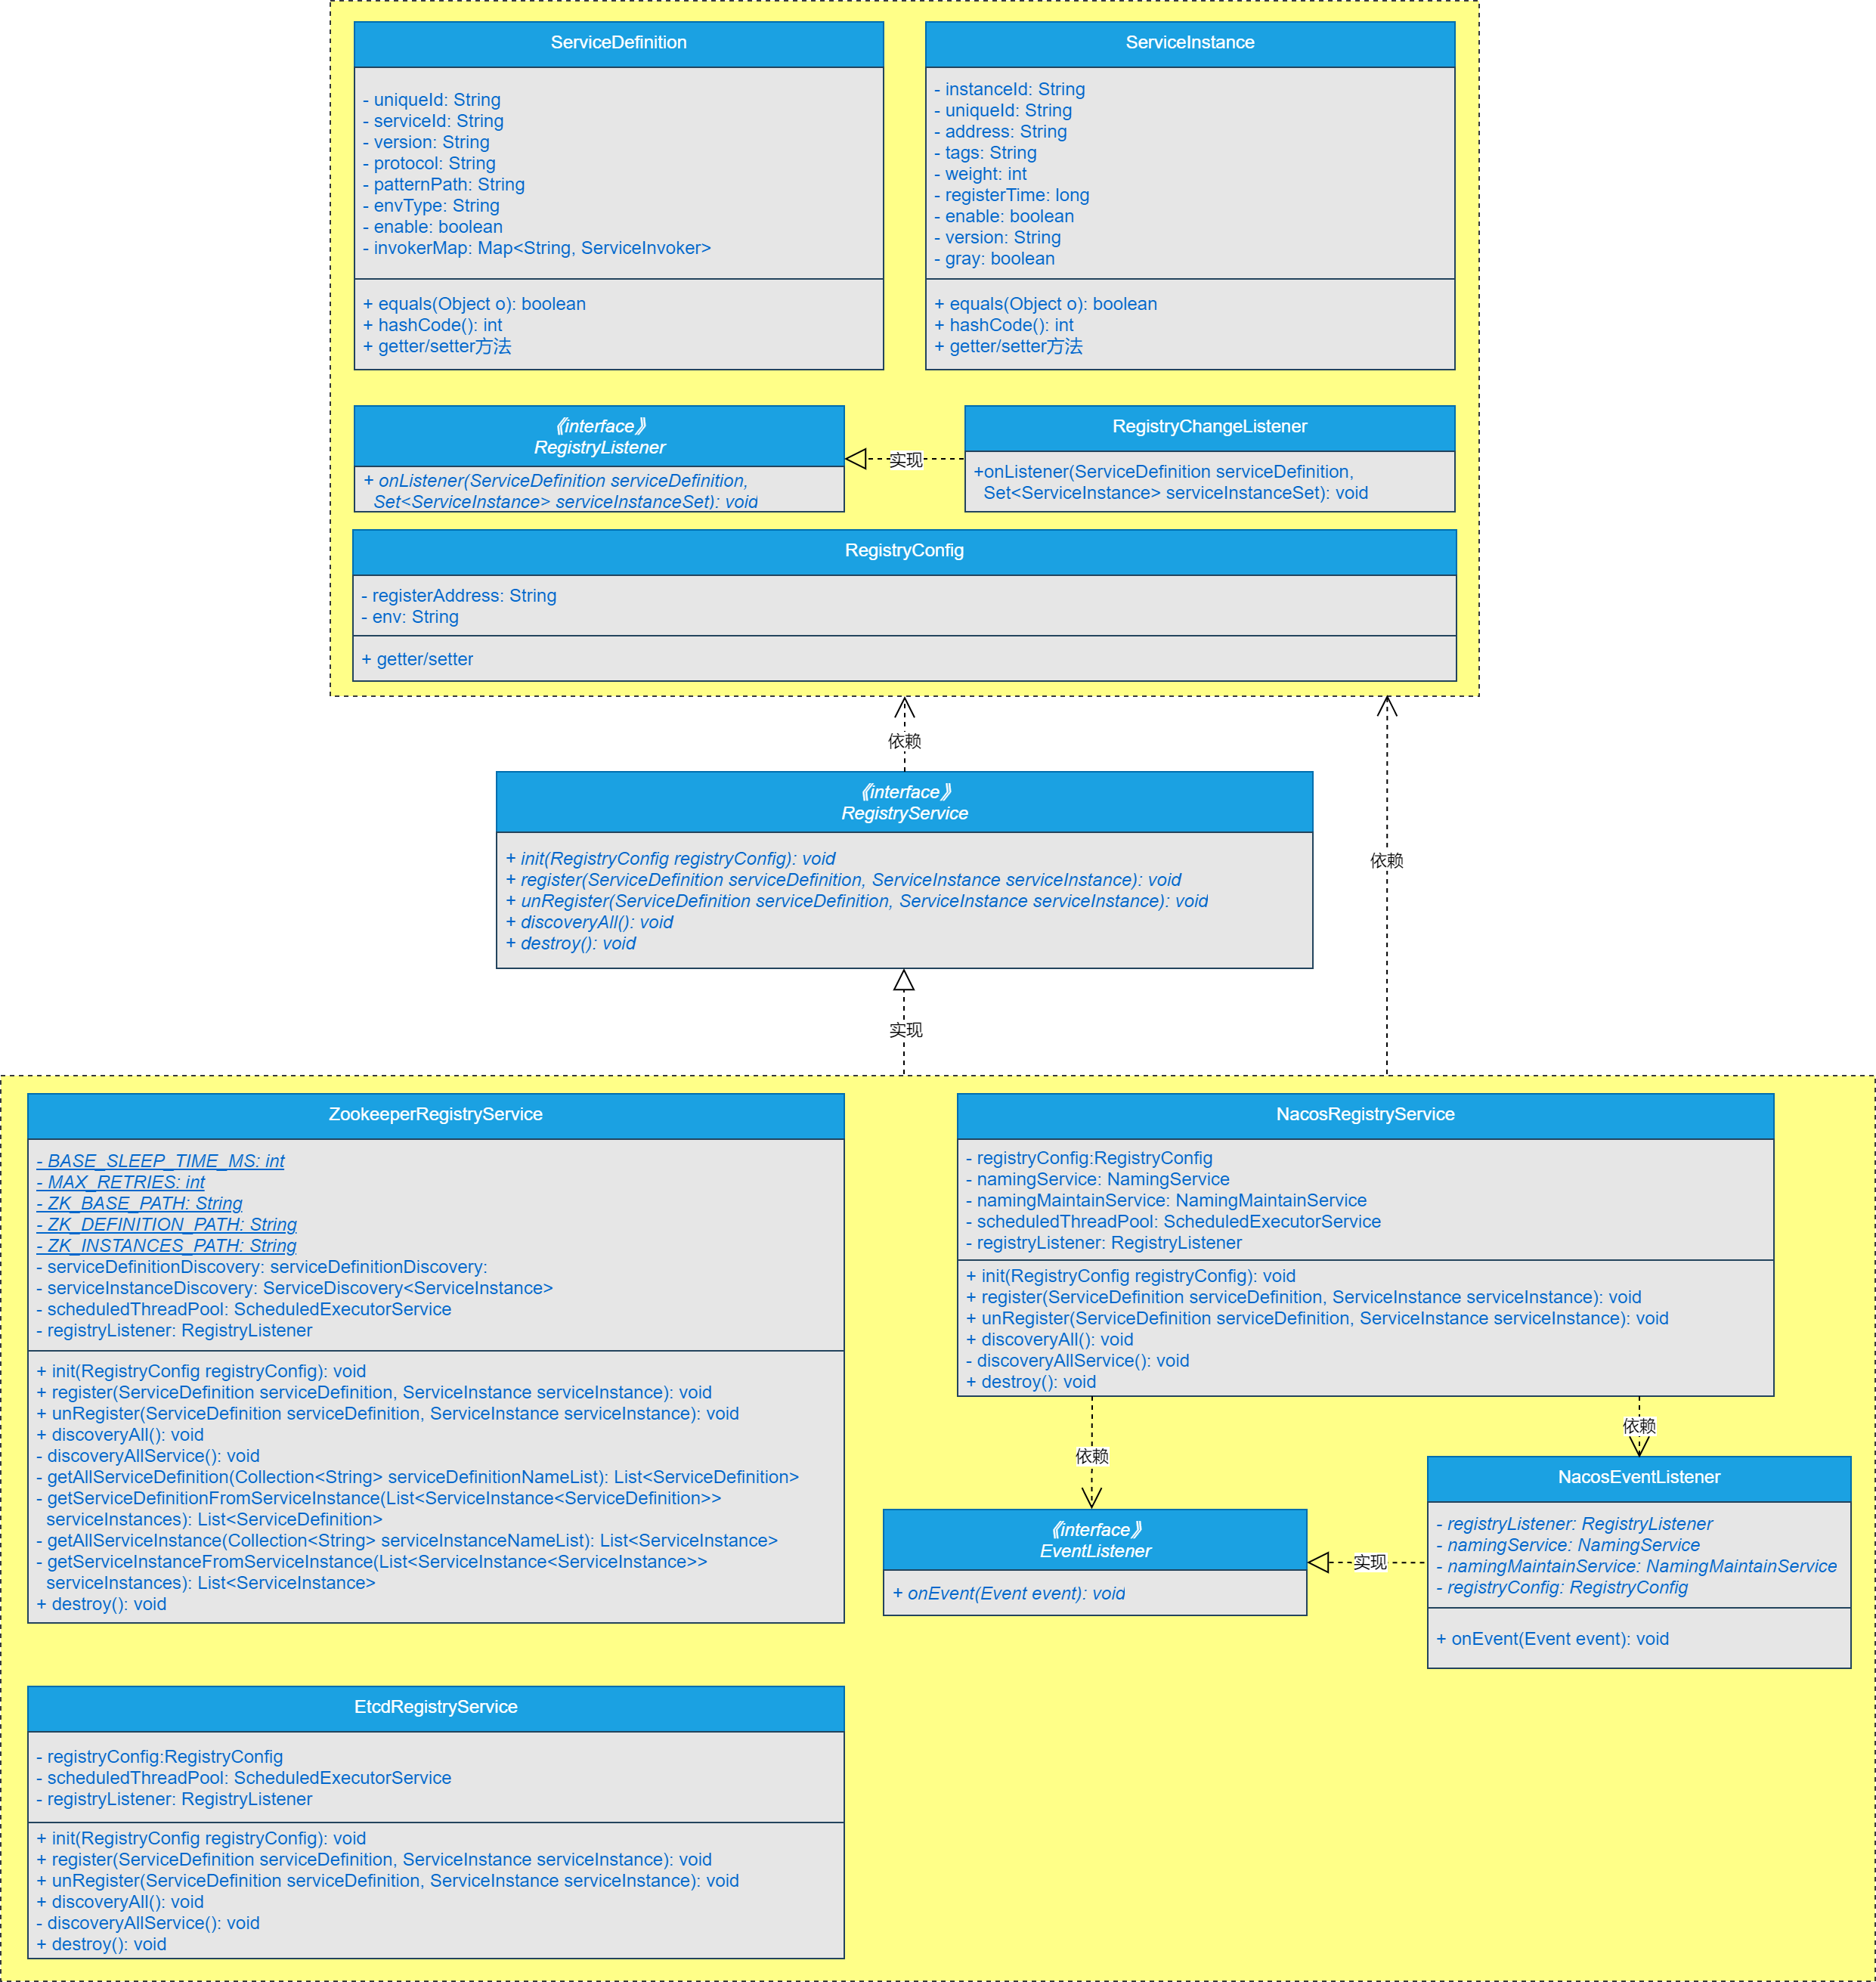 ServiceDefinition
- uniqueId: String
- serviceId: String
- version: String
- protocol: String
- patternPath: String
- envType: String
- enable: boolean
- invokerMap: Map<String, ServiceInvoker>
+ equals(Object o): boolean
+ hashCode(): int
+ getter/setter方法
ServiceInstance
- instanceId: String
- uniqueId: String
- address: String
- tags: String
- weight: int
- registerTime: long
- enable: boolean
- version: String
- gray: boolean
+ equals(Object o): boolean
+ hashCode(): int
+ getter/setter方法
《interface》
RegistryListener
+ onListener(ServiceDefinition serviceDefinition,
Set<ServiceInstance> serviceInstanceSet): void
实现
RegistryChangeListener
+onListener(ServiceDefinition serviceDefinition,
Set<ServiceInstance> serviceInstanceSet): void
RegistryConfig
- registerAddress: String
- env: String
+ getter/setter
依赖
《interface》
RegistryService
+ init(RegistryConfig registryConfig): void
+ register(ServiceDefinition serviceDefinition, ServiceInstance serviceInstance): void
+ unRegister(ServiceDefinition serviceDefinition, ServiceInstance serviceInstance): void
+ discoveryAll(): void
+ destroy(): void
依赖
实现
ZookeeperRegistryService
- BASE_SLEEP_TIME_MS: int
- MAX_RETRIES: int
- ZK_BASE_PATH: String
- ZK_DEFINITION_PATH: String
- ZK_INSTANCES_PATH: String
- serviceDefinitionDiscovery: serviceDefinitionDiscovery:
- serviceInstanceDiscovery: ServiceDiscovery<ServiceInstance>
- scheduledThreadPool: ScheduledExecutorService
- registryListener: RegistryListener
+ init(RegistryConfig registryConfig): void
+ register(ServiceDefinition serviceDefinition, ServiceInstance serviceInstance): void
+ unRegister(ServiceDefinition serviceDefinition, ServiceInstance serviceInstance): void
+ discoveryAll(): void
- discoveryAllService(): void
- getAllServiceDefinition(Collection<String> serviceDefinitionNameList): List<ServiceDefinition>
- getServiceDefinitionFromServiceInstance(List<ServiceInstance<ServiceDefinition>>
serviceInstances): List<ServiceDefinition>
- getAllServiceInstance(Collection<String> serviceInstanceNameList): List<ServiceInstance>
- getServiceInstanceFromServiceInstance(List<ServiceInstance<ServiceInstance>>
serviceInstances): List<ServiceInstance>
+ destroy(): void
NacosRegistryService
- registryConfig:RegistryConfig
- namingService: NamingService
- namingMaintainService: NamingMaintainService
- scheduledThreadPool: ScheduledExecutorService
- registryListener: RegistryListener
+ init(RegistryConfig registryConfig): void
+ register(ServiceDefinition serviceDefinition, ServiceInstance serviceInstance): void
+ unRegister(ServiceDefinition serviceDefinition, ServiceInstance serviceInstance): void
+ discoveryAll(): void
- discoveryAllService(): void
+ destroy(): void
依赖
依赖
《interface》
EventListener
+ onEvent(Event event): void
实现
NacosEventListener
- registryListener: RegistryListener
- namingService: NamingService
- namingMaintainService: NamingMaintainService
- registryConfig: RegistryConfig
+ onEvent(Event event): void
EtcdRegistryService
- registryConfig:RegistryConfig
- scheduledThreadPool: ScheduledExecutorService
- registryListener: RegistryListener
+ init(RegistryConfig registryConfig): void
+ register(ServiceDefinition serviceDefinition, ServiceInstance serviceInstance): void
+ unRegister(ServiceDefinition serviceDefinition, ServiceInstance serviceInstance): void
+ discoveryAll(): void
- discoveryAllService(): void
+ destroy(): void